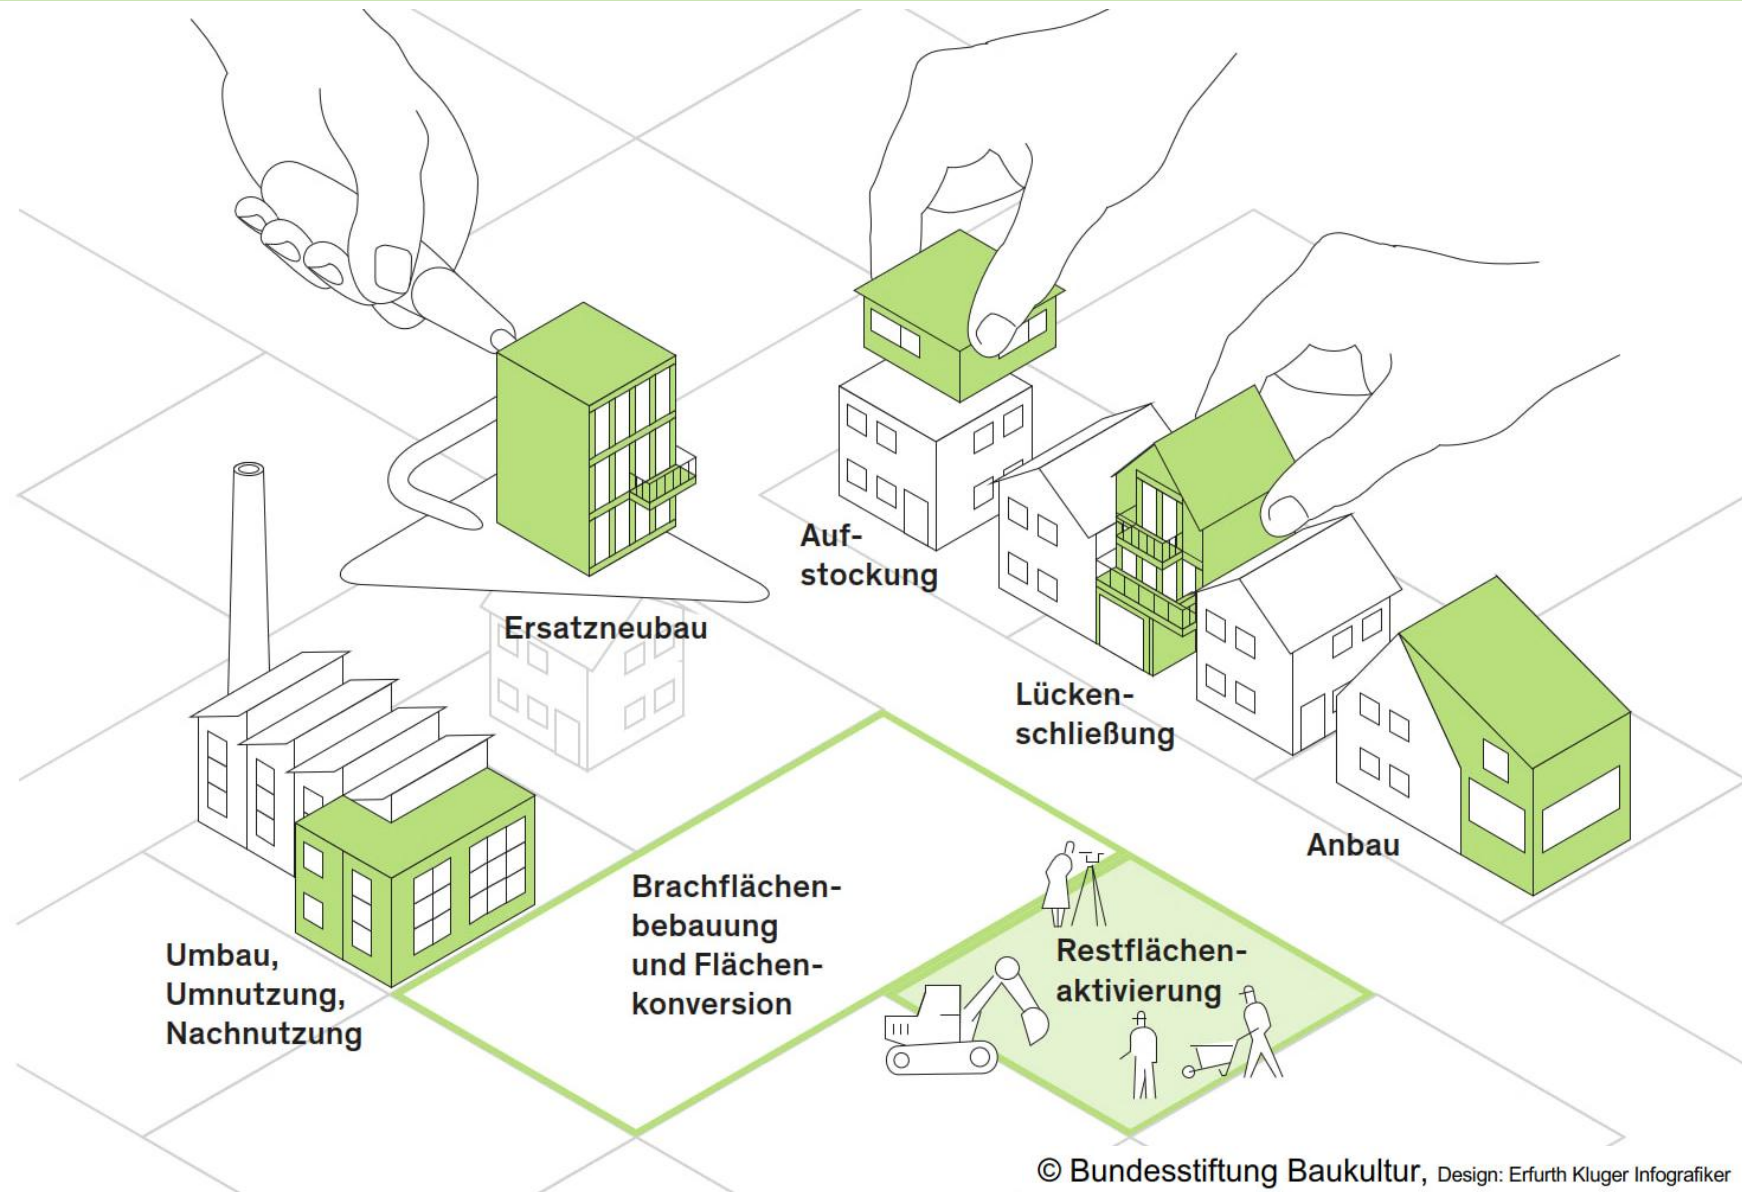 Auf-
stockung
Ersatzneubau
Lücken-
schließung
Anbau
Brachflächen-
bebauung
und Flächen-
konversion
Restflächen-
aktivierung
Umbau,
Umnutzung,
Nachnutzung
© Bundesstiftung Baukultur, Design: Erfurth Kluger Infografiker